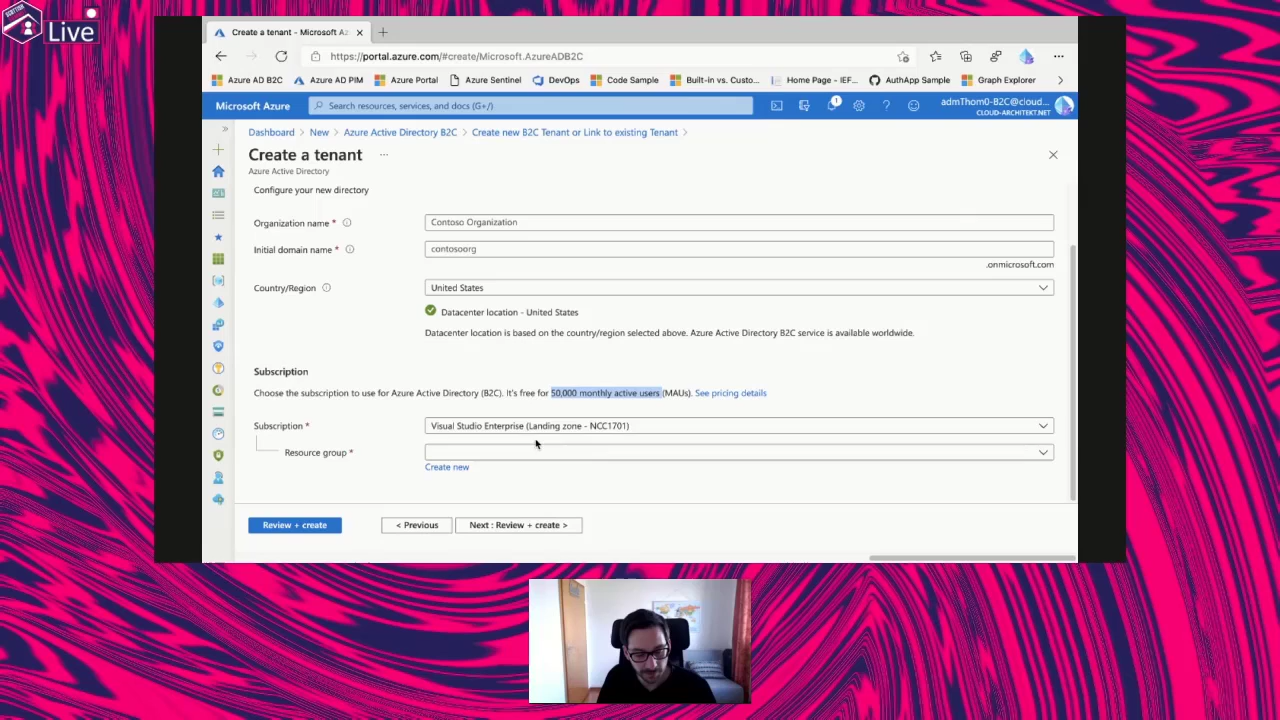 Live
Create a tenant - Microsoft Az
https://portal.azure.com/#create/Microsoft.AzureADB2C
Azure AD B2C
Azure AD PIM
Azure Portal
Azure Sentinel
DevOps
Code Sample
Built-in vs. Custo...
Home Page - IEF...
AuthApp Sample
Graph Explorer
Microsoft Azure
Search resources, services, and docs (G+/)
1
admThom0-B2C@cloud...
CLOUD-ARCHITEKT.NET
Dashboard > New > Azure Active Directory B2C > Create new B2C Tenant or Link to existing Tenant >
Create a tenant ...
Azure Active Directory
Configure your new directory
Organization name *
Contoso Organization
Initial domain name *
contosoorg
.onmicrosoft.com
Country/Region
United States
Datacenter location - United States
Datacenter location is based on the country/region selected above. Azure Active Directory B2C service is available worldwide.
Subscription
Choose the subscription to use for Azure Active Directory (B2C). It's free for 50,000 monthly active users (MAUs). See pricing details
Subscription *
Visual Studio Enterprise (Landing zone - NCC1701)
Resource group *
Create new
Review + create
< Previous
Next : Review + create >